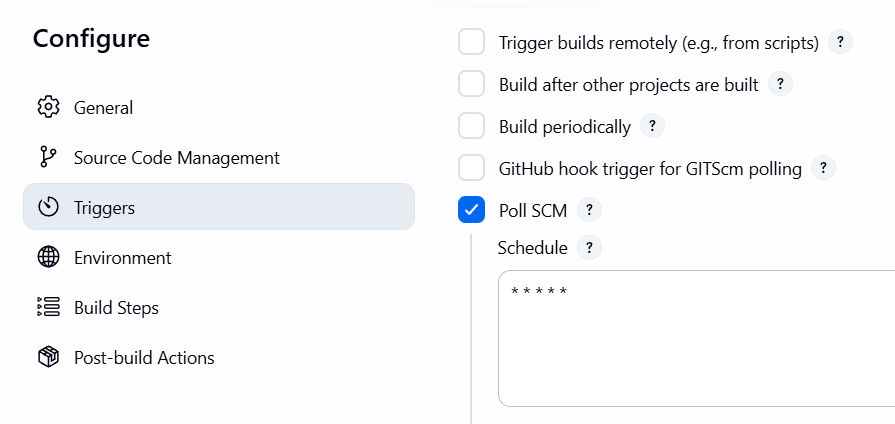 Configure
General
Source Code Management
Triggers
Environment
Build Steps
Post-build Actions
Trigger builds remotely (e.g., from scripts) ?
Build after other projects are built ?
Build periodically ?
GitHub hook trigger for GITScm polling ?
Poll SCM ?
Schedule ?
* * * * *